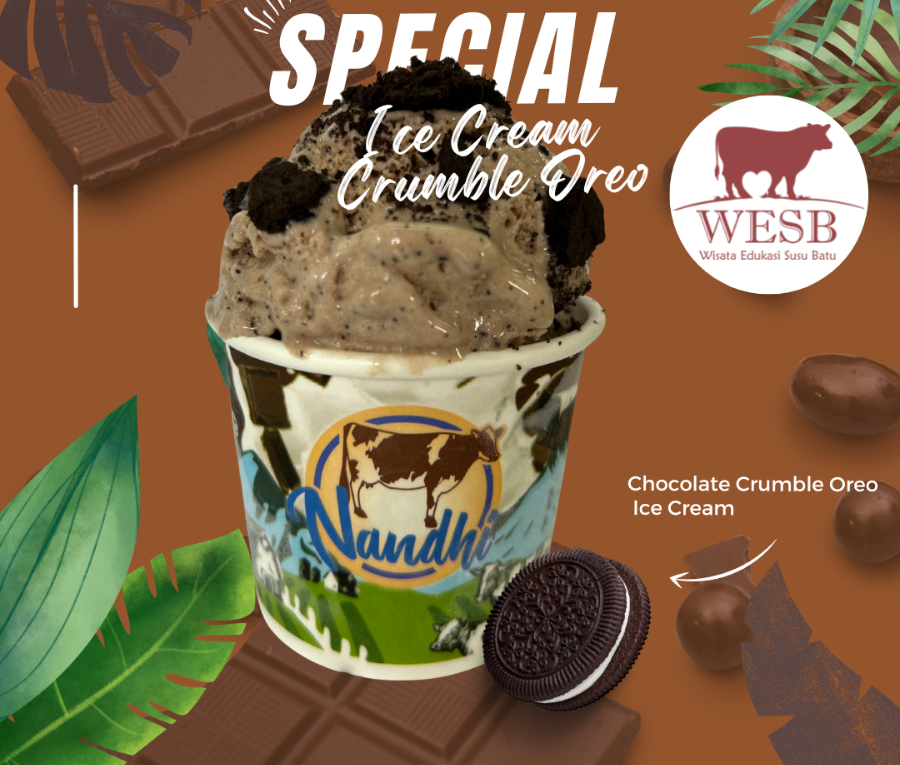 SPECIAL
Ice Cream
Crumble Oreo
WESB
Wisata Edukasi Susu Batu
Nandhi
Chocolate Crumble Oreo
Ice Cream